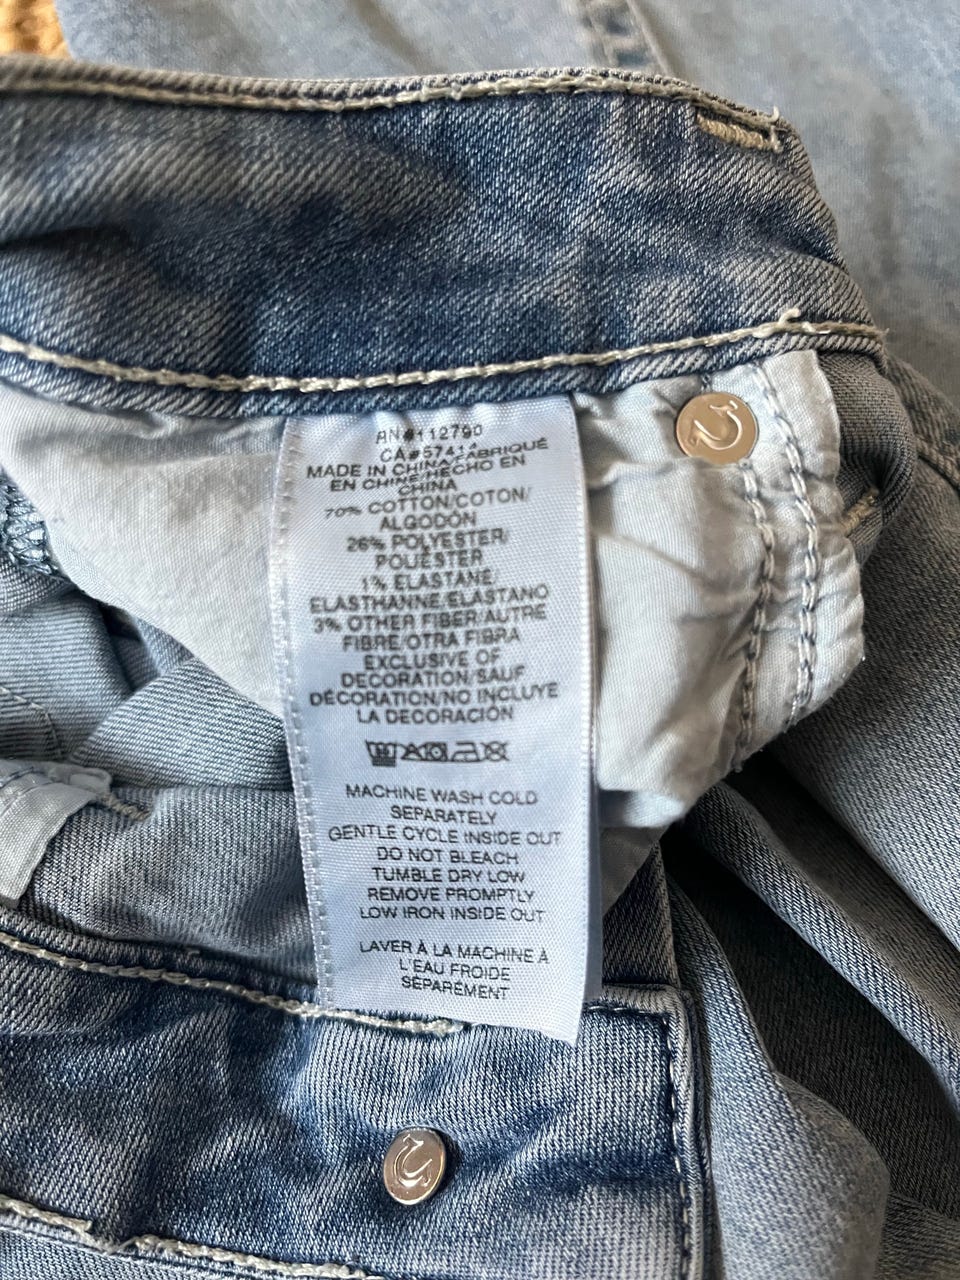 RN#112790
CA#57414
MADE IN CHINA/FABRIQUÉ
EN CHINE/HECHO EN
CHINA
70% COTTON/COTON/
ALGODÓN
26% POLYESTER/
POLIÉSTER
1% ELASTANE/
ELASTHANNE/ELASTANO
3% OTHER FIBER/AUTRE
FIBRE/OTRA FIBRA
EXCLUSIVE OF
DECORATION/SAUF
DÉCORATION/NO INCLUYE
LA DECORACIÓN
MACHINE WASH COLD
SEPARATELY
GENTLE CYCLE INSIDE OUT
DO NOT BLEACH
TUMBLE DRY LOW
REMOVE PROMPTLY
LOW IRON INSIDE OUT
LAVER À LA MACHINE À
L'EAU FROIDE
SÉPARÉMENT